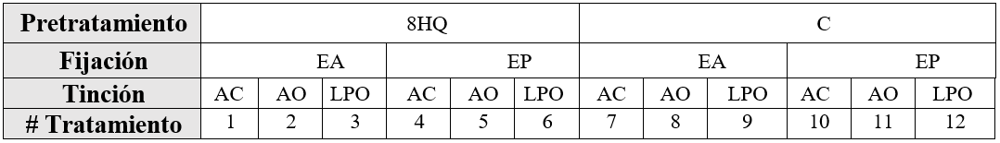 Pretratamiento 8HQ C
Fijación EA EP EA EP
Tinción AC AO LPO AC AO LPO AC AO LPO AC AO LPO
# Tratamiento 1 2 3 4 5 6 7 8 9 10 11 12